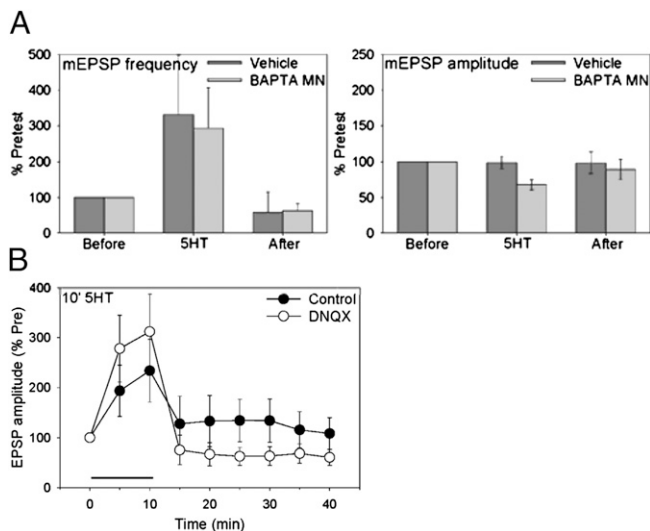 A
500
400
300
200
100
0
% Pretest
mEPSP frequency
Vehicle
BAPTA MN
Before
5HT
After
250
200
150
100
50
0
% Pretest
mEPSP amplitude
Vehicle
BAPTA MN
Before
5HT
After
B
400
300
200
100
0
EPSP amplitude (% Pre)
10' 5HT
Control
DNQX
0
10
20
30
40
Time (min)